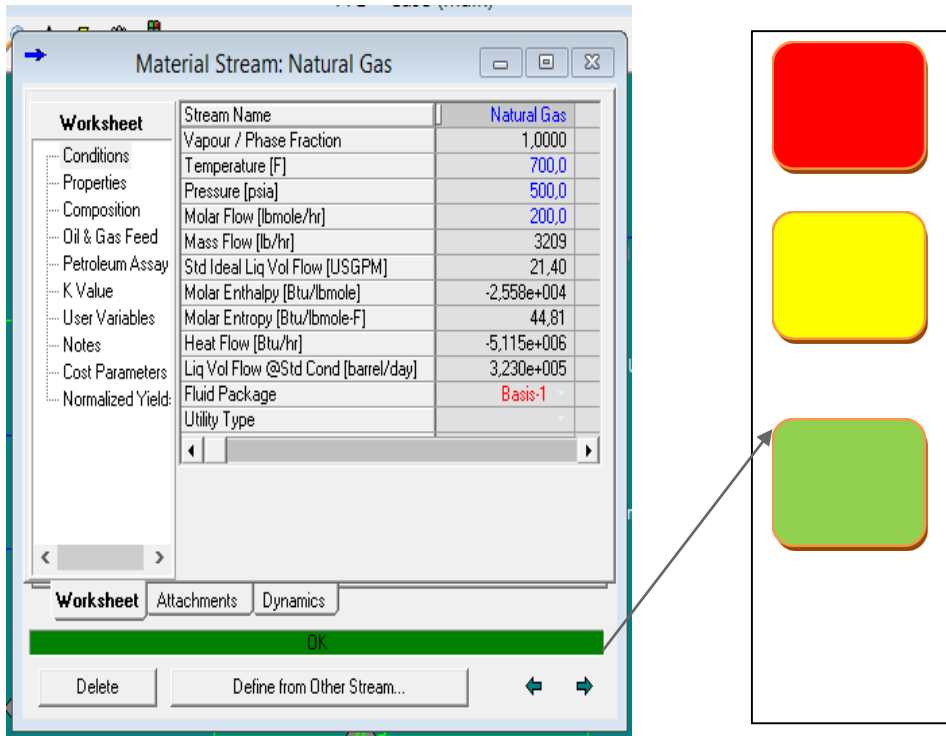 Material Stream: Natural Gas
Worksheet
Conditions
Properties
Composition
Oil & Gas Feed
Petroleum Assay
K Value
User Variables
Notes
Cost Parameters
Normalized Yield
Stream Name Natural Gas
Vapour / Phase Fraction 1,0000
Temperature [F] 700,0
Pressure [psia] 500,0
Molar Flow [lbmole/hr] 200,0
Mass Flow [lb/hr] 3209
Std Ideal Liq Vol Flow [USGPM] 21,40
Molar Enthalpy [Btu/lbmole] -2,558e+004
Molar Entropy [Btu/lbmole-F] 44,81
Heat Flow [Btu/hr] -5,115e+006
Liq Vol Flow @Std Cond [barrel/day] 3,230e+005
Fluid Package Basis-1
Utility Type
Worksheet Attachments Dynamics
OK
Delete Define from Other Stream...